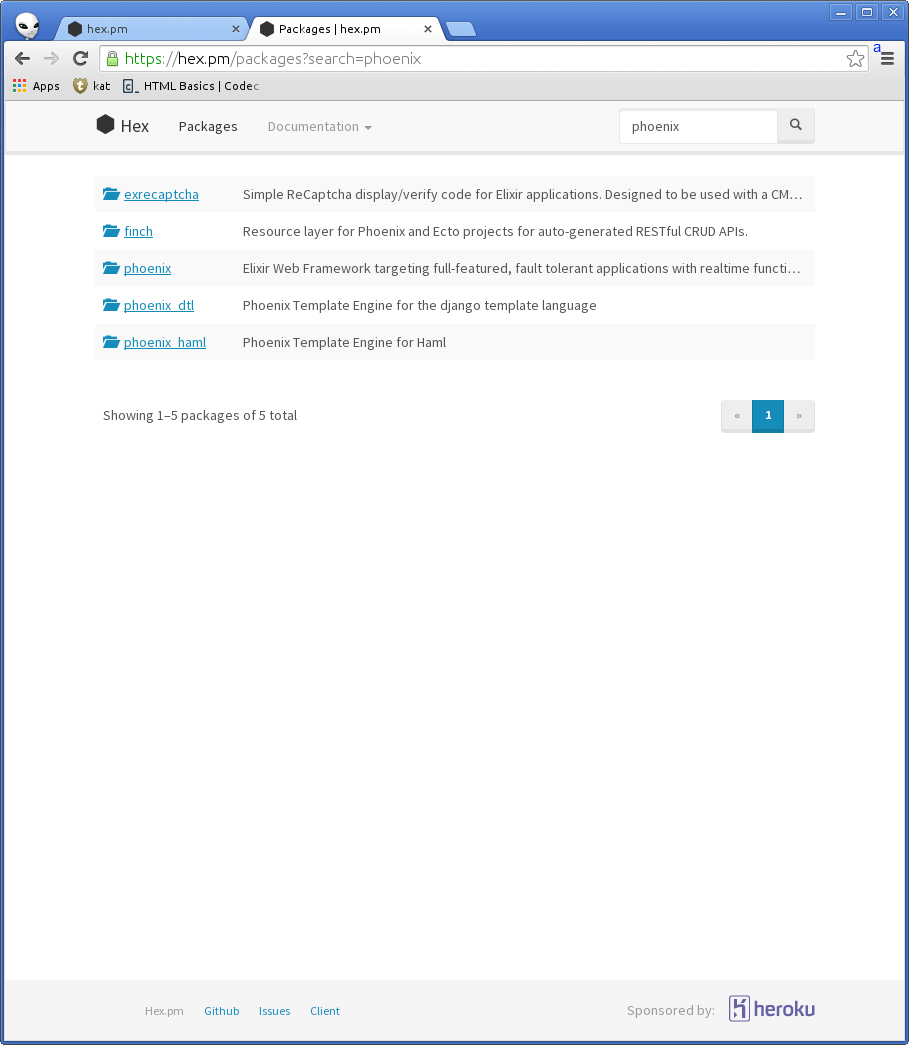 hex.pm
Packages | hex.pm
https://hex.pm/packages?search=phoenix
a
Apps kat HTML Basics | Codec
Hex Packages Documentation phoenix
exrecaptcha Simple ReCaptcha display/verify code for Elixir applications. Designed to be used with a CM…
finch Resource layer for Phoenix and Ecto projects for auto-generated RESTful CRUD APIs.
phoenix Elixir Web Framework targeting full-featured, fault tolerant applications with realtime functi…
phoenix_dtl Phoenix Template Engine for the django template language
phoenix_haml Phoenix Template Engine for Haml
Showing 1–5 packages of 5 total « 1 »
Hex.pm Github Issues Client Sponsored by: heroku